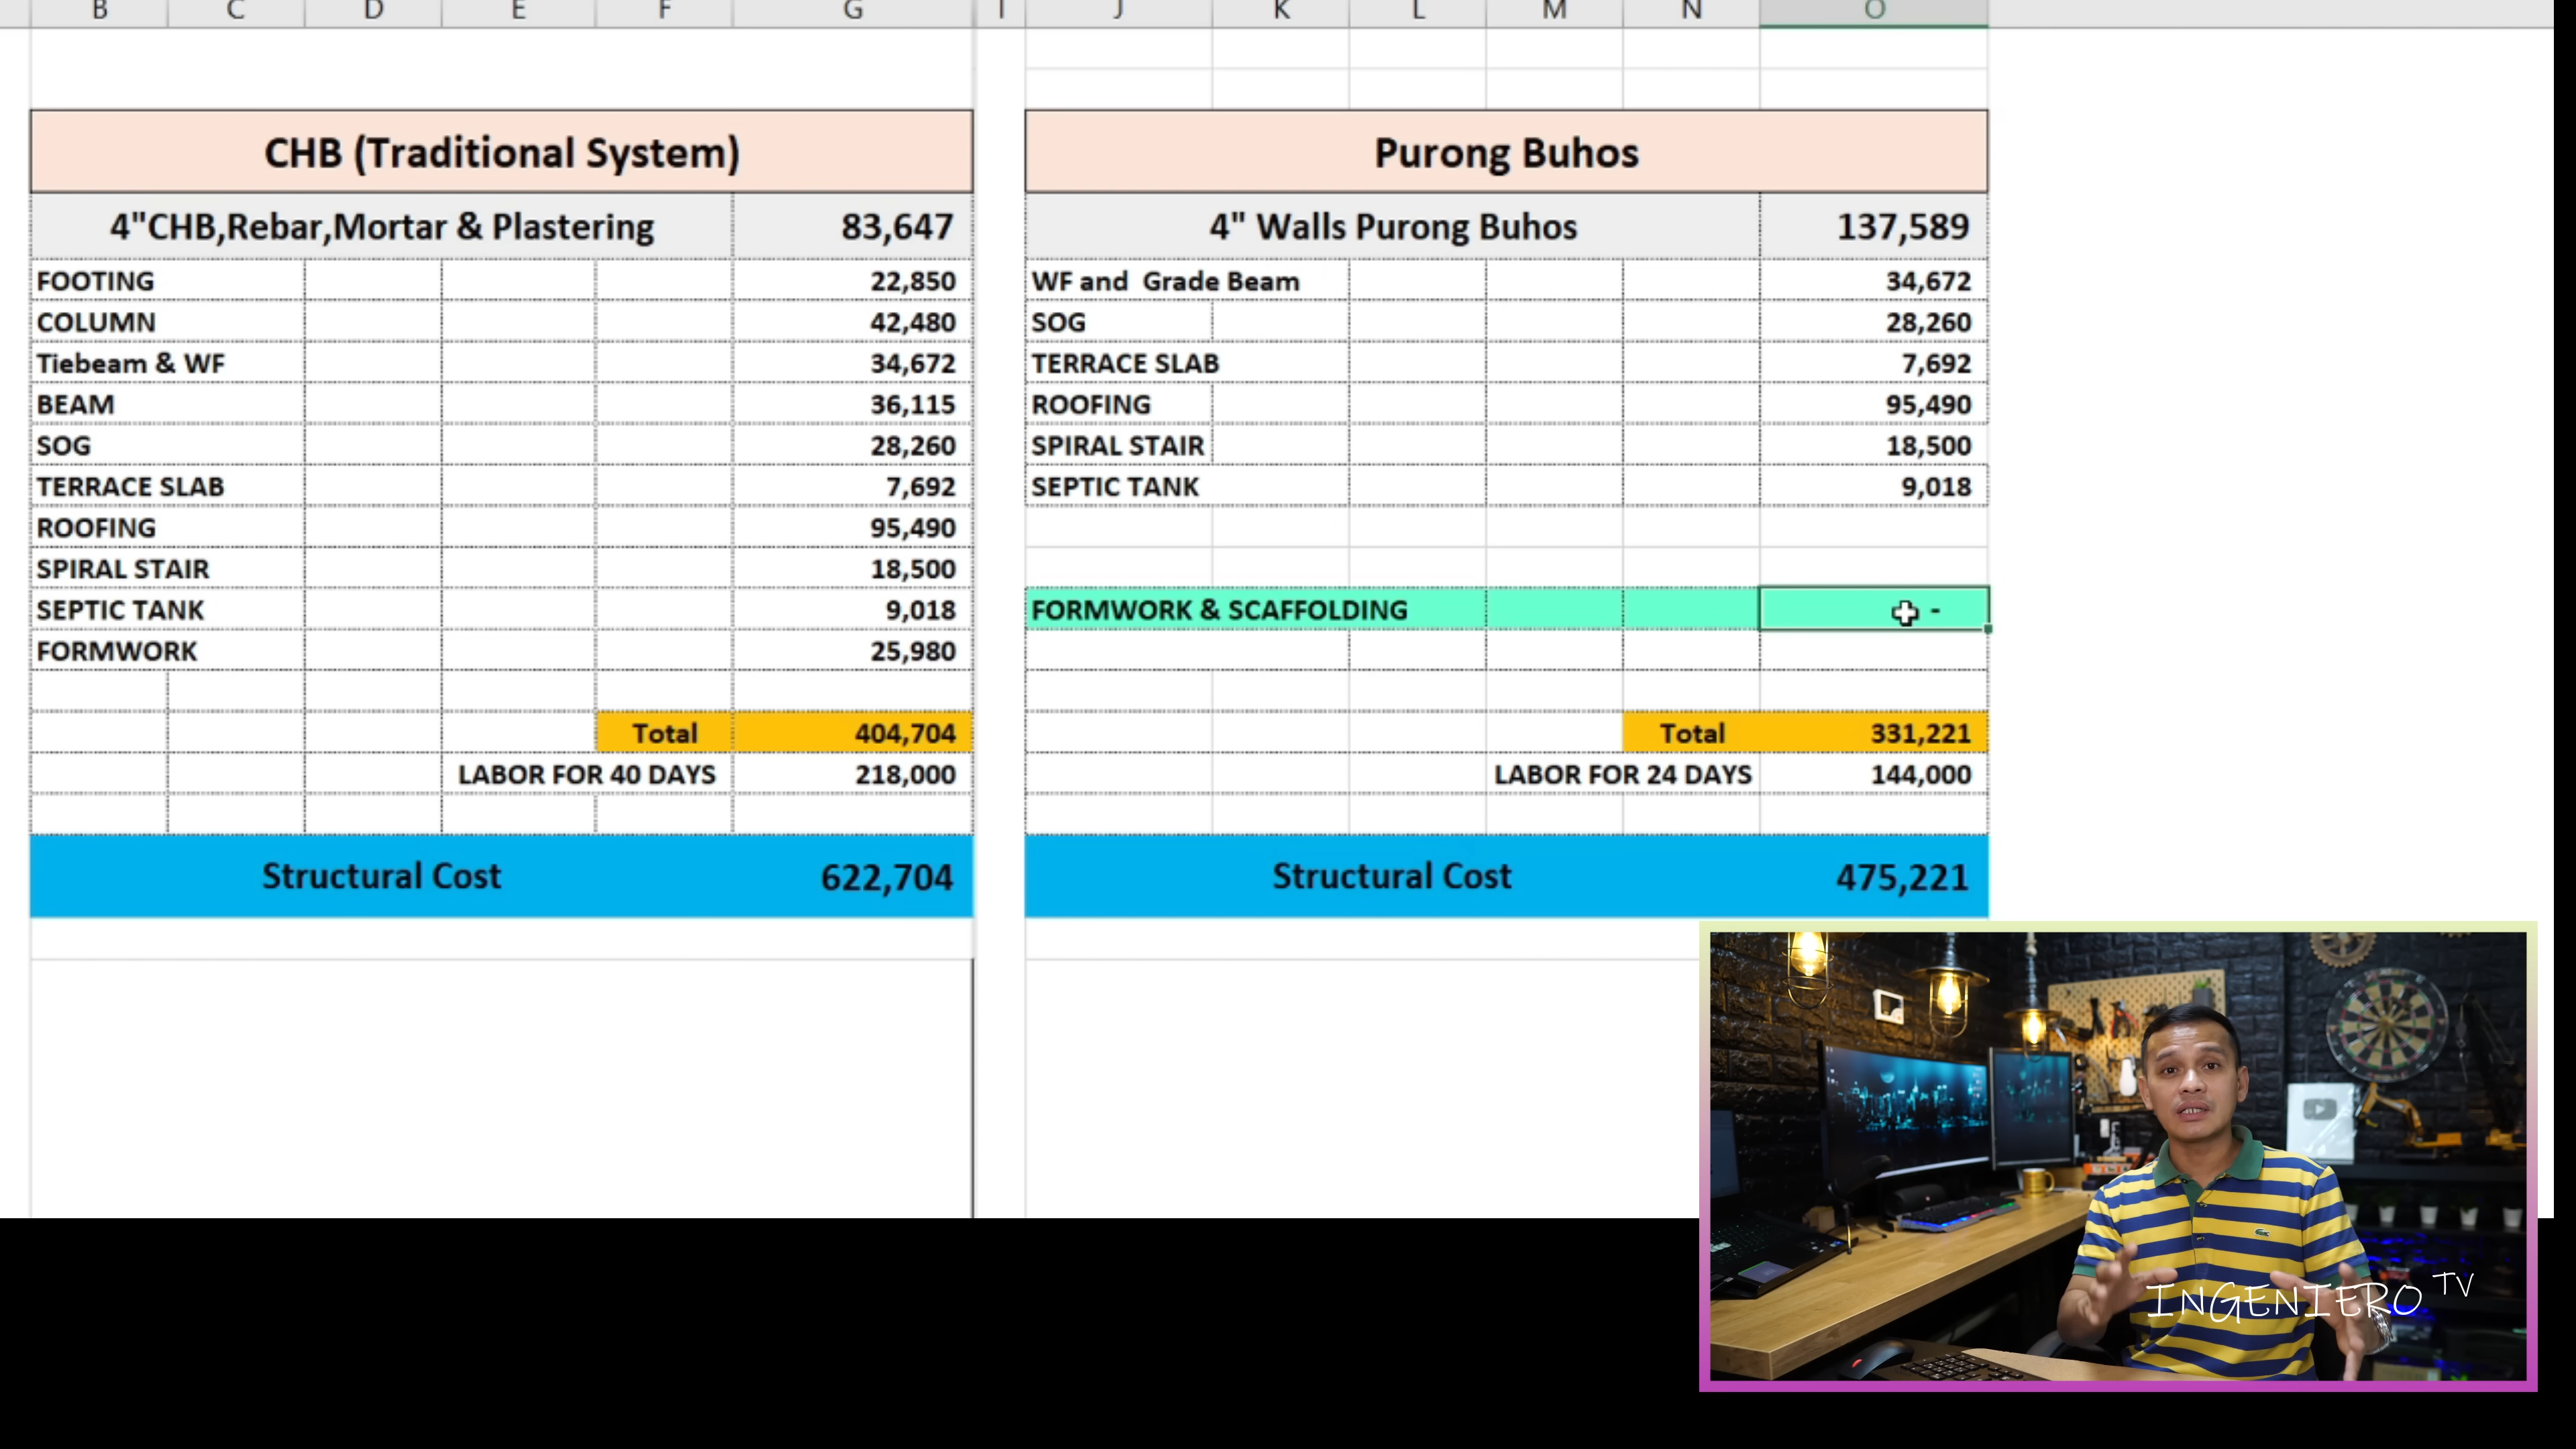 B C D E F G I J K L M N O
CHB (Traditional System)
4"CHB,Rebar,Mortar & Plastering 83,647
FOOTING 22,850
COLUMN 42,480
Tiebeam & WF 34,672
BEAM 36,115
SOG 28,260
TERRACE SLAB 7,692
ROOFING 95,490
SPIRAL STAIR 18,500
SEPTIC TANK 9,018
FORMWORK 25,980
Total 404,704
LABOR FOR 40 DAYS 218,000
Structural Cost 622,704
Purong Buhos
4" Walls Purong Buhos 137,589
WF and Grade Beam 34,672
SOG 28,260
TERRACE SLAB 7,692
ROOFING 95,490
SPIRAL STAIR 18,500
SEPTIC TANK 9,018
FORMWORK & SCAFFOLDING -
Total 331,221
LABOR FOR 24 DAYS 144,000
Structural Cost 475,221
INGENIERO TV